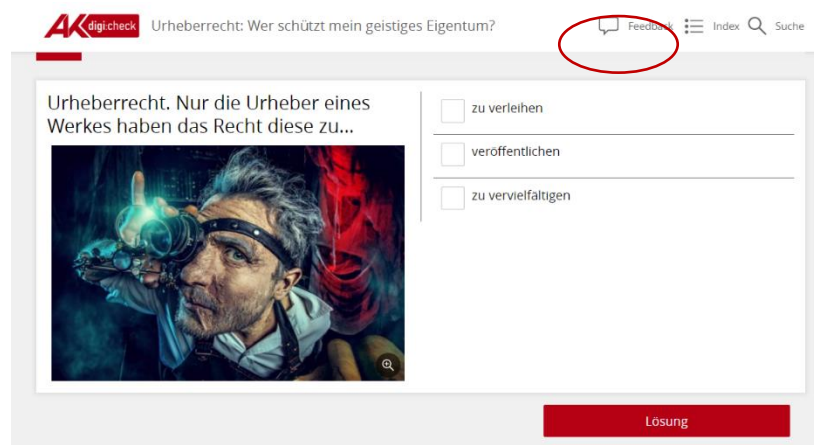 AK digi:check Urheberrecht: Wer schützt mein geistiges Eigentum? Feedback Index Suche
Urheberrecht. Nur die Urheber eines
Werkes haben das Recht diese zu...
zu verleihen
veröffentlichen
zu vervielfältigen
Lösung